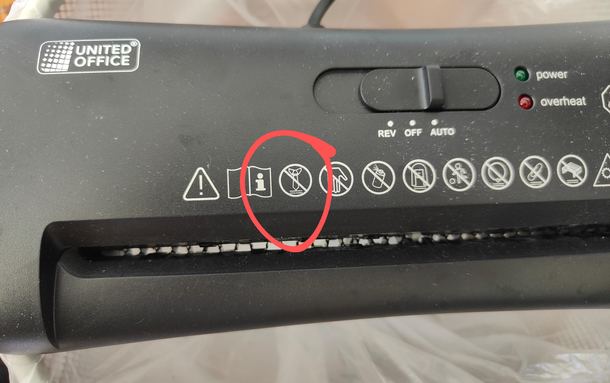 UNITED®
OFFICE
power
overheat
REV OFF AUTO
i